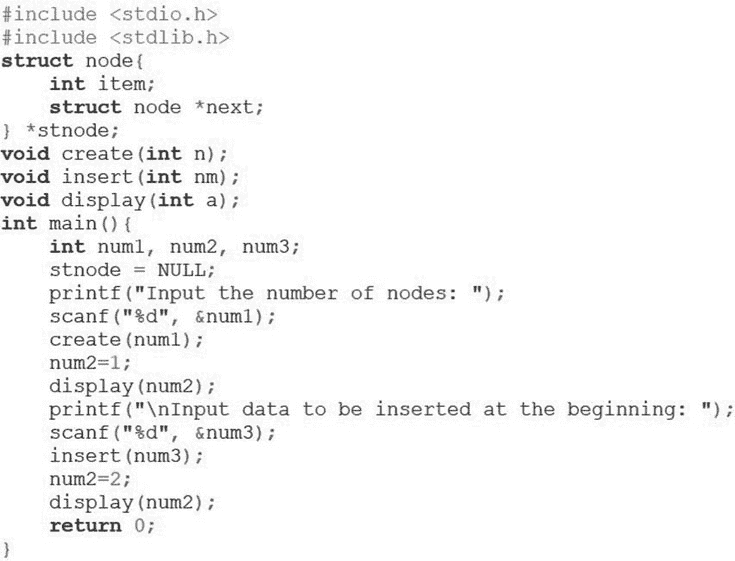 #include <stdio.h>
#include <stdlib.h>
struct node{
    int item;
    struct node *next;
} *stnode;
void create(int n);
void insert(int nm);
void display(int a);
int main(){
    int num1, num2, num3;
    stnode = NULL;
    printf("Input the number of nodes: ");
    scanf("%d", &num1);
    create(num1);
    num2=1;
    display(num2);
    printf("\nInput data to be inserted at the beginning: ");
    scanf("%d", &num3);
    insert(num3);
    num2=2;
    display(num2);
    return 0;
}